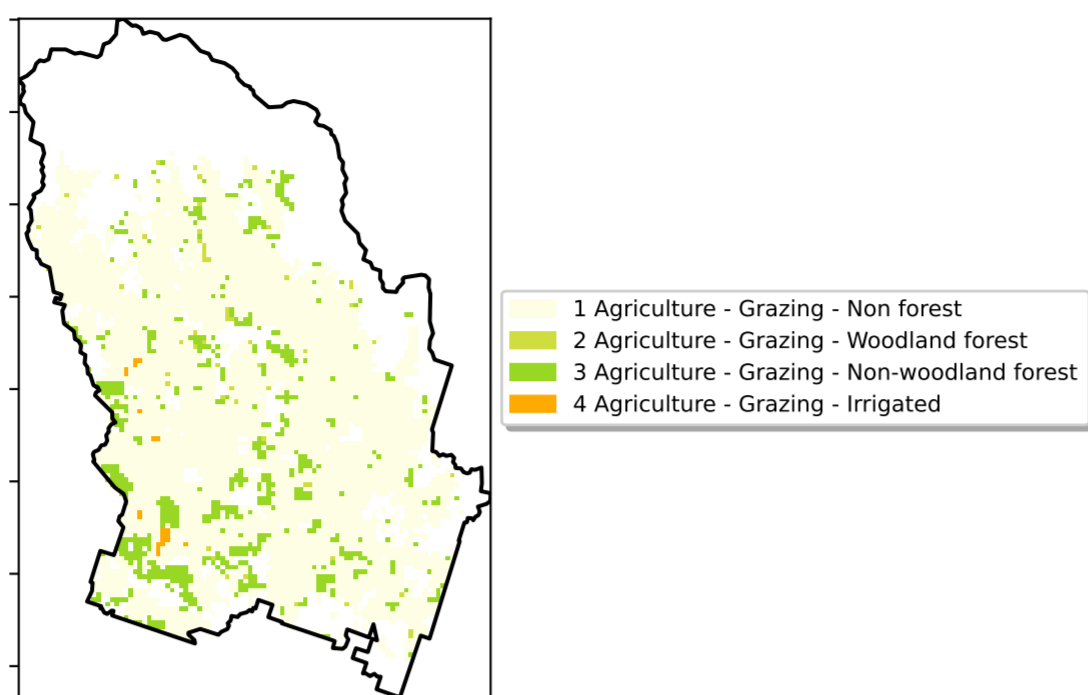 1 Agriculture - Grazing - Non forest
2 Agriculture - Grazing - Woodland forest
3 Agriculture - Grazing - Non-woodland forest
4 Agriculture - Grazing - Irrigated